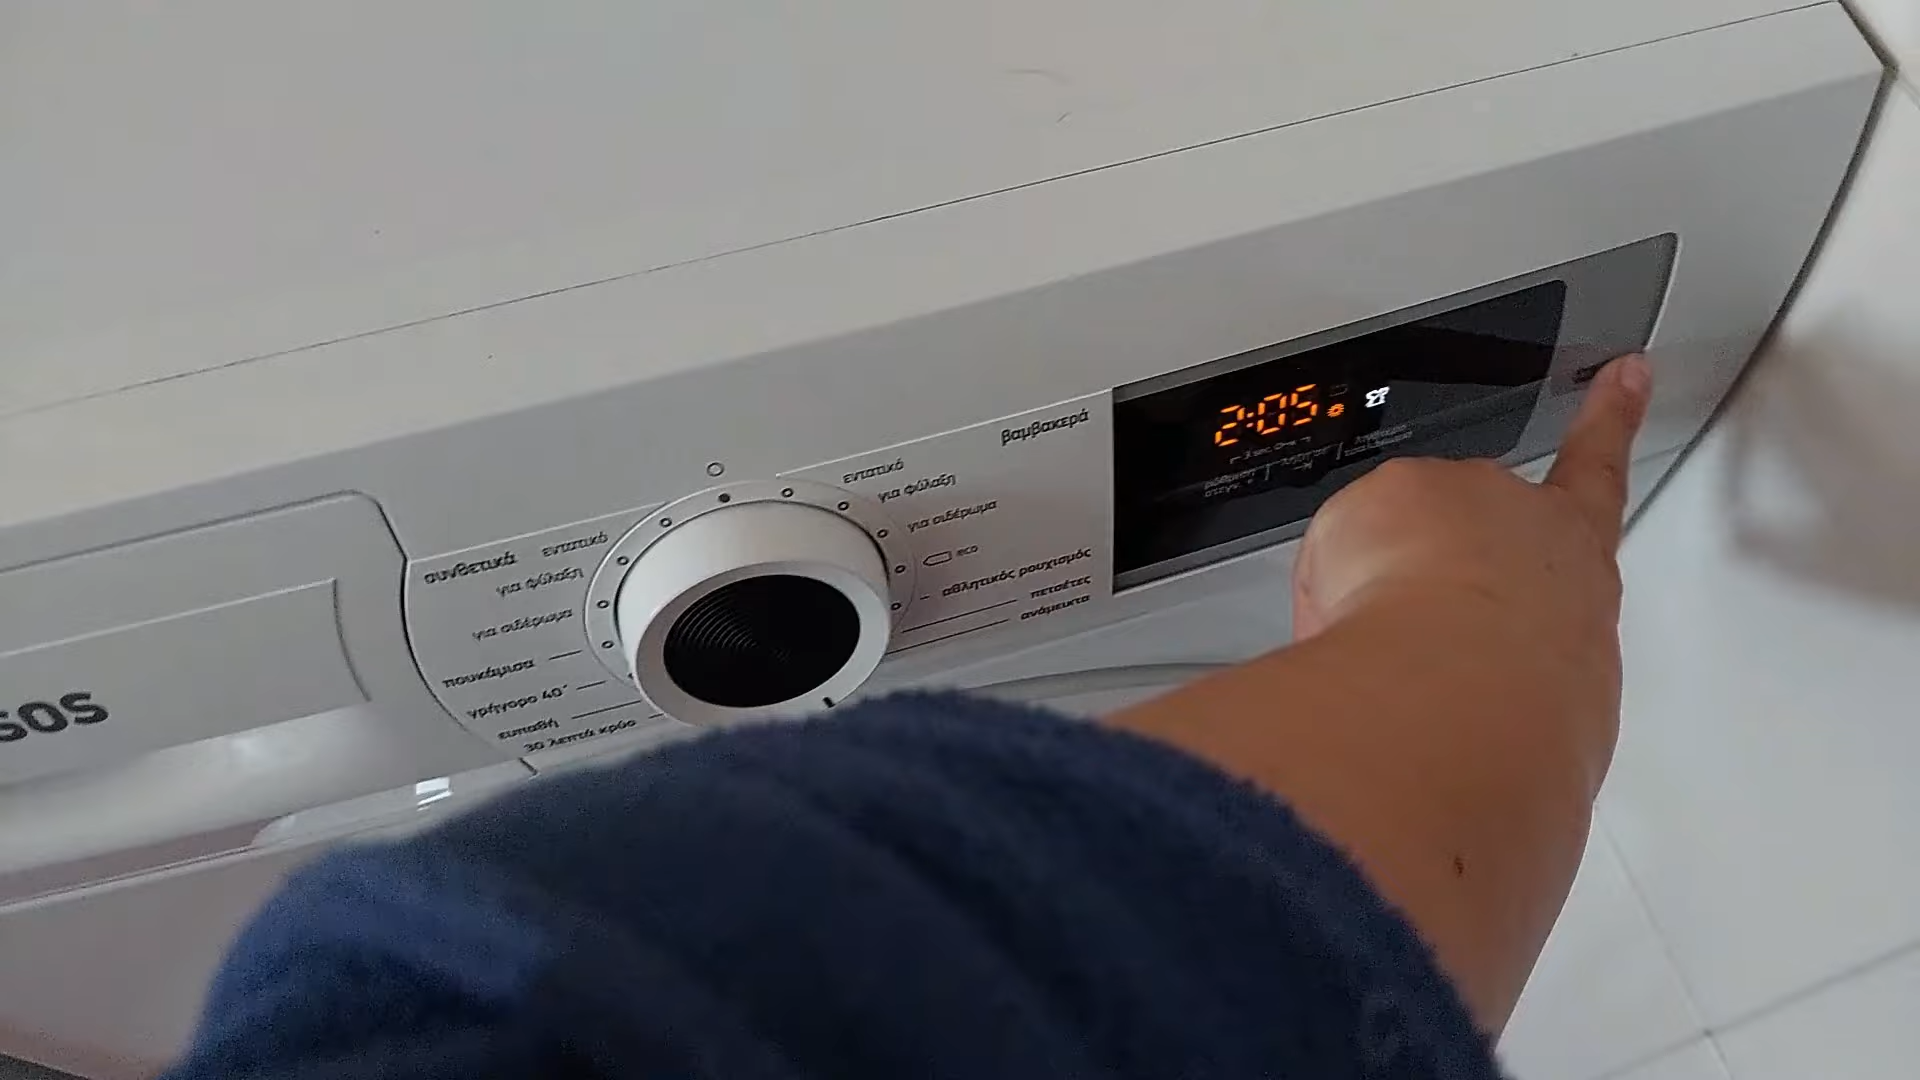 2:05
βαμβακερά
εντατικό
για φύλαξη
για σιδέρωμα
eco
αθλητικός ρουχισμός
πετσέτες
ανάμεικτα
συνθετικά εντατικό
για φύλαξη
για σιδέρωμα
πουκάμισα
γρήγορο 40°
ευπαθή
30 λεπτά κρύο
sos